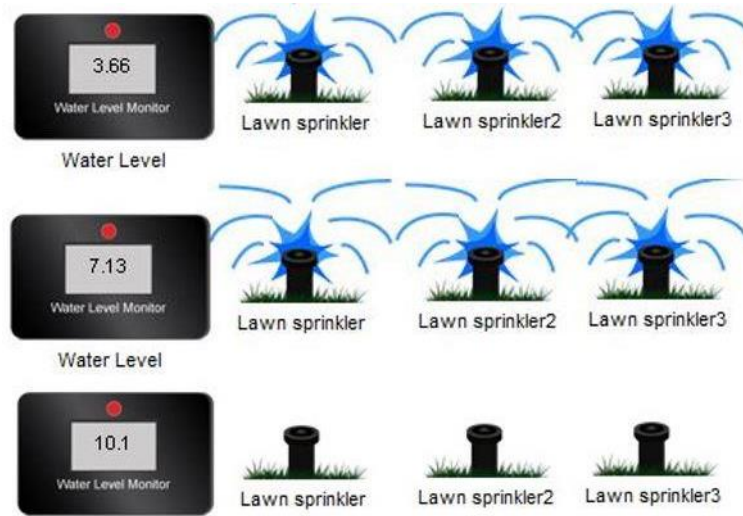 3.66
Water Level Monitor
Water Level
Lawn sprinkler
Lawn sprinkler2
Lawn sprinkler3
7.13
Water Level Monitor
Water Level
Lawn sprinkler
Lawn sprinkler2
Lawn sprinkler3
10.1
Water Level Monitor
Lawn sprinkler
Lawn sprinkler2
Lawn sprinkler3